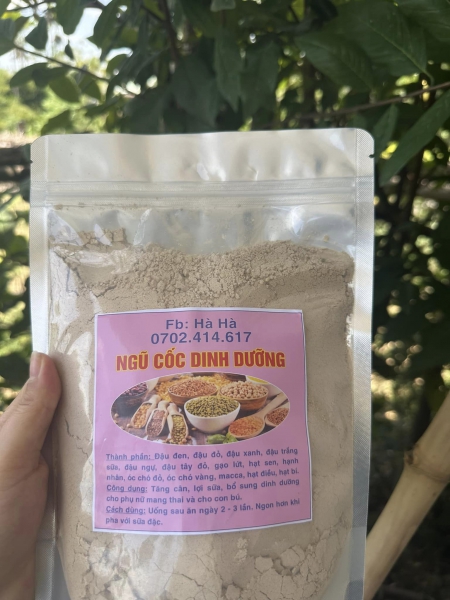 Fb: Hà Hà
0702.414.617
NGŨ CỐC DINH DƯỠNG
Thành phần: Đậu đen, đậu đỏ, đậu xanh, đậu trắng
sữa, đậu ngự, đậu tây đỏ, gạo lứt, hạt sen, hạnh
nhân, óc chó đỏ, óc chó vàng, macca, hạt điều, hạt bí.
Công dụng: Tăng cân, lợi sữa, bổ sung dinh dưỡng
cho phụ nữ mang thai và cho con bú.
Cách dùng: Uống sau ăn ngày 2 - 3 lần. Ngon hơn khi
pha với sữa đặc.